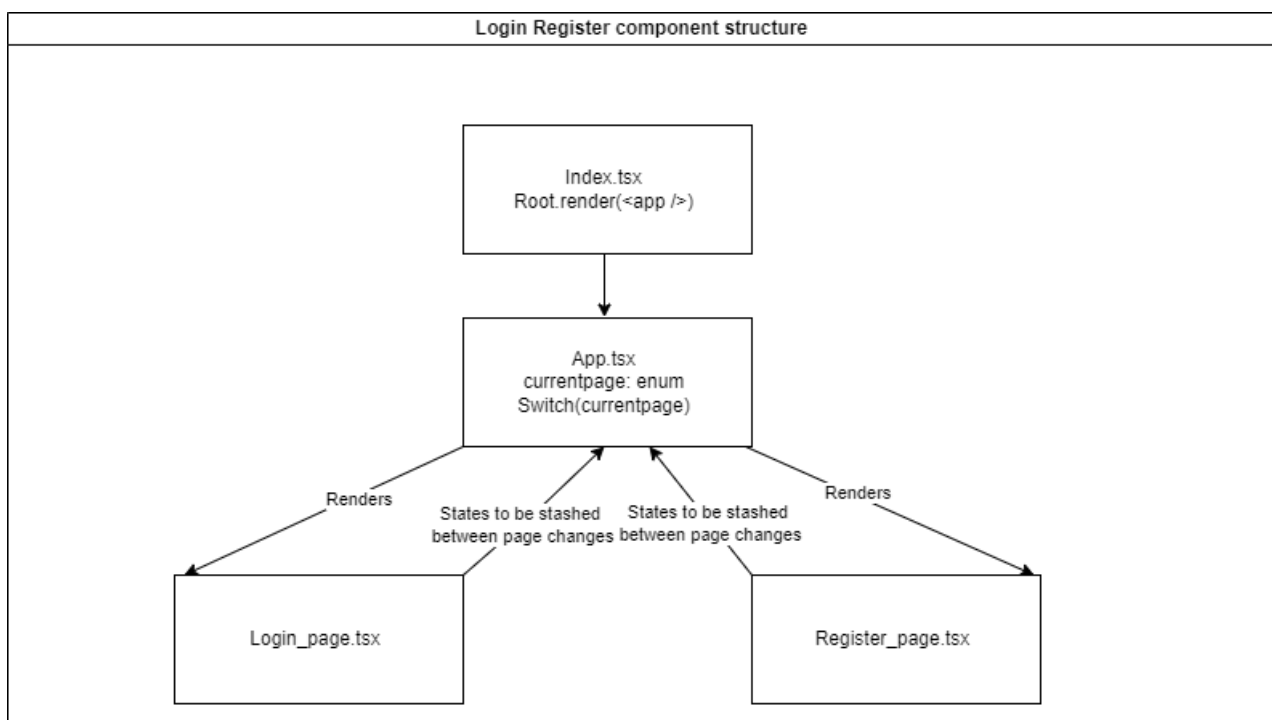 Login Register component structure
Index.tsx
Root.render(<app />)
App.tsx
currentpage: enum
Switch(currentpage)
Renders
States to be stashed
between page changes
States to be stashed
between page changes
Renders
Login_page.tsx
Register_page.tsx